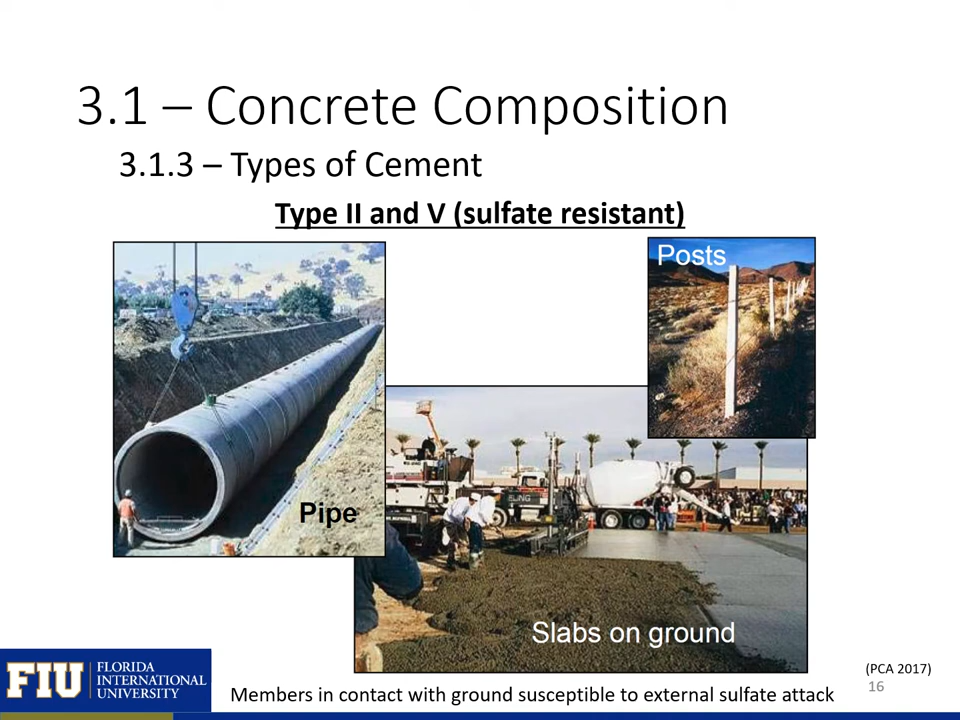 3.1 – Concrete Composition
3.1.3 – Types of Cement
Type II and V (sulfate resistant)
Posts
Pipe
Slabs on ground
(PCA 2017)
16
Members in contact with ground susceptible to external sulfate attack
FIU
FLORIDA
INTERNATIONAL
UNIVERSITY